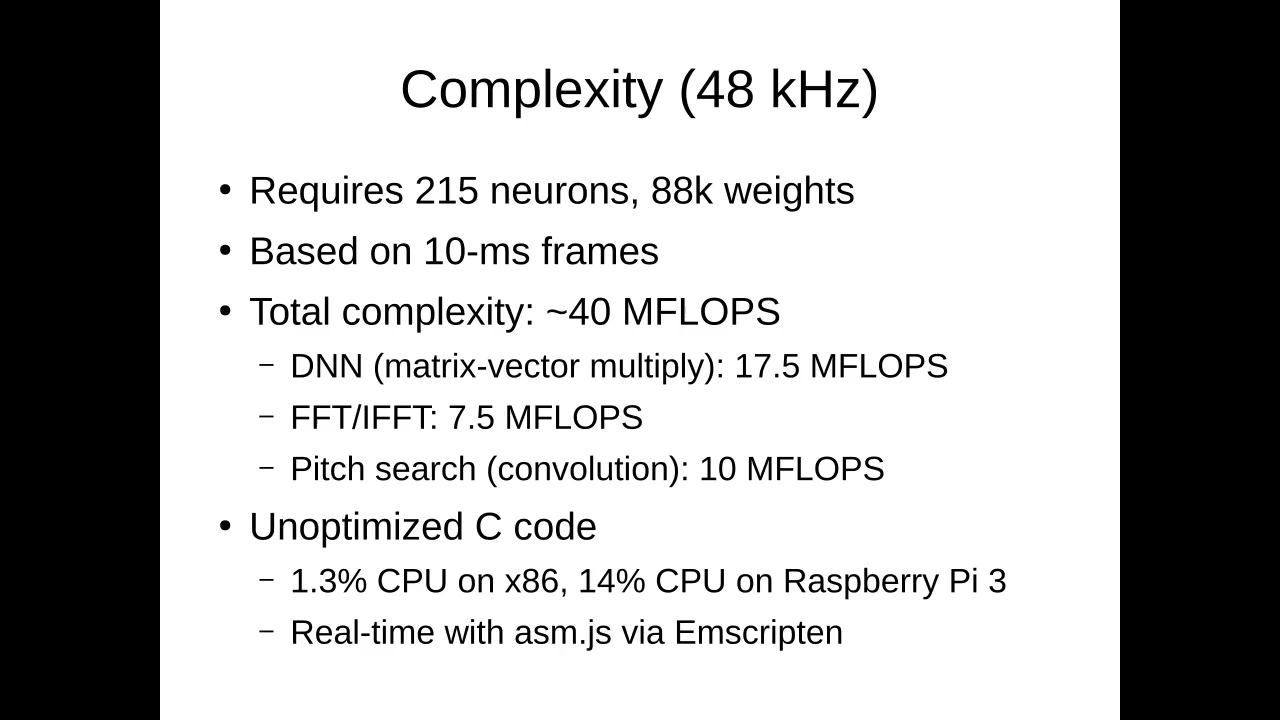 Complexity (48 kHz)
• Requires 215 neurons, 88k weights
• Based on 10-ms frames
• Total complexity: ~40 MFLOPS
– DNN (matrix-vector multiply): 17.5 MFLOPS
– FFT/IFFT: 7.5 MFLOPS
– Pitch search (convolution): 10 MFLOPS
• Unoptimized C code
– 1.3% CPU on x86, 14% CPU on Raspberry Pi 3
– Real-time with asm.js via Emscripten